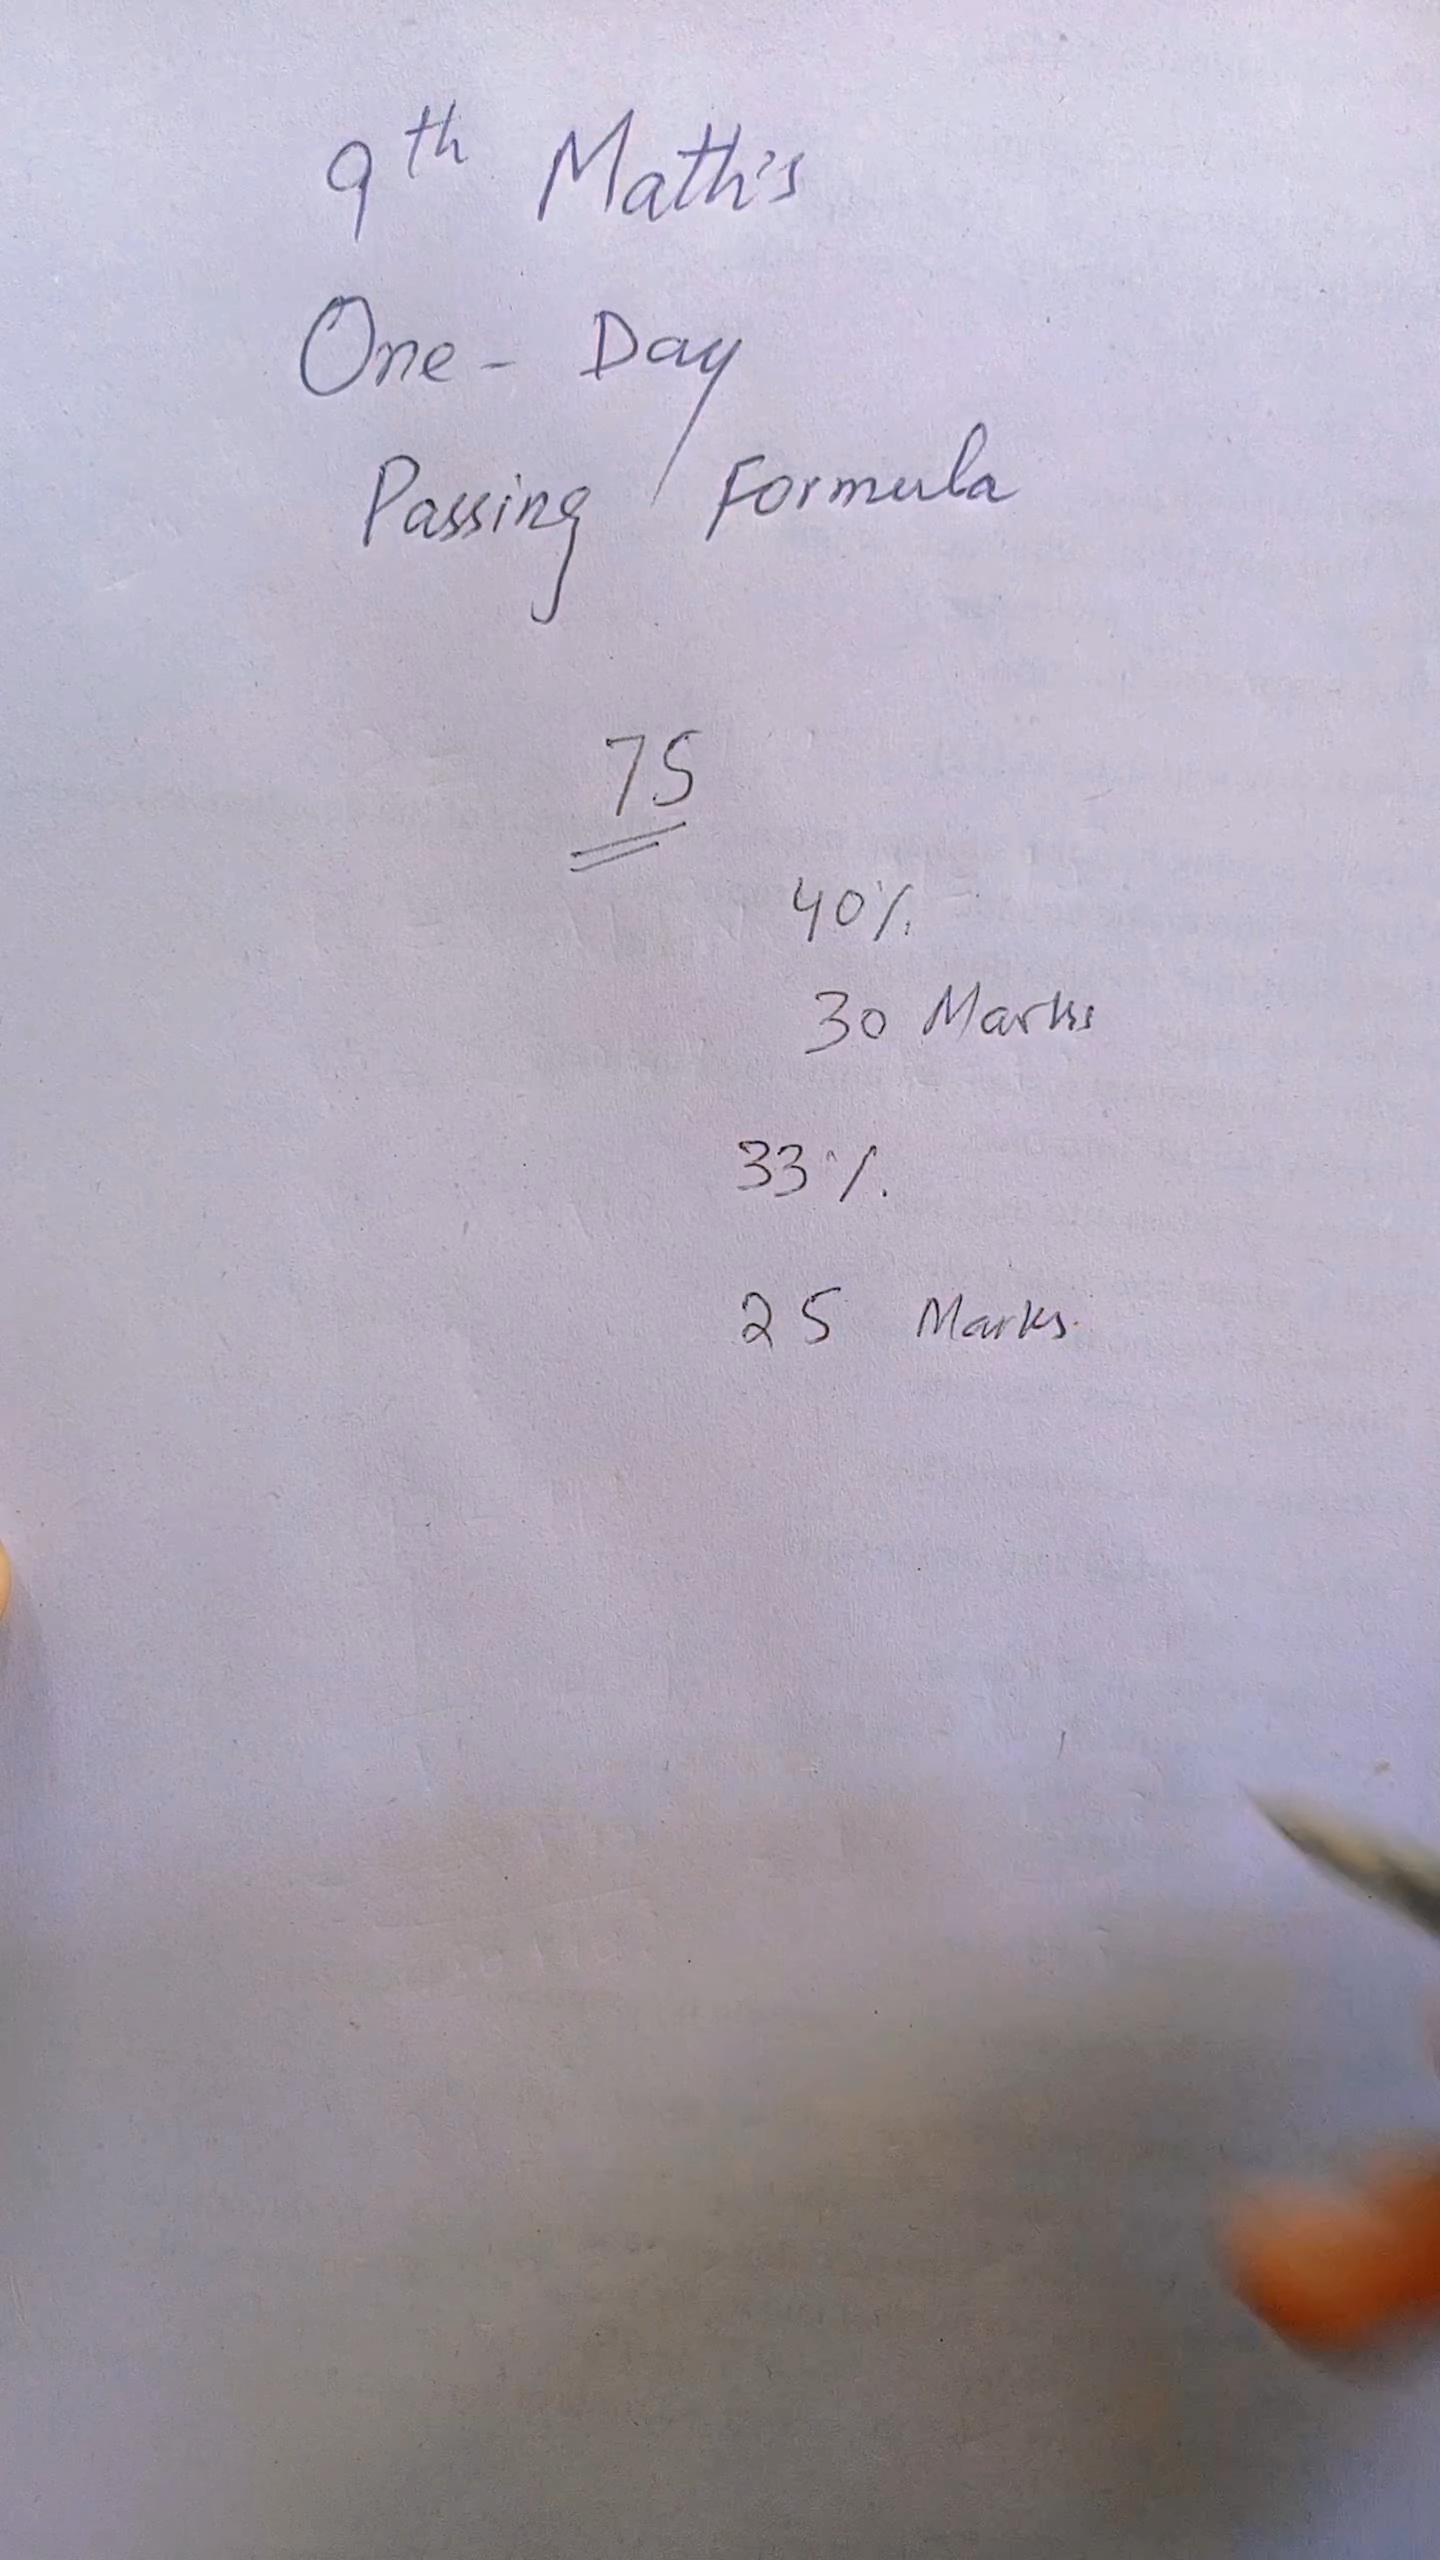 9th Math's
One - Day
Passing Formula
75
40%
30 Marks
33%
25 Marks.